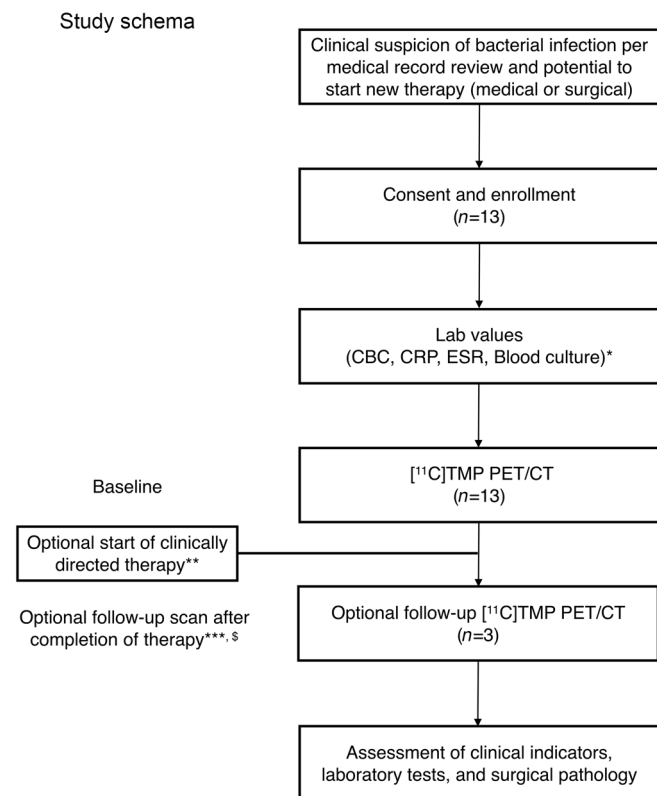 Study schema
Clinical suspicion of bacterial infection per
medical record review and potential to
start new therapy (medical or surgical)
Consent and enrollment
(n=13)
Lab values
(CBC, CRP, ESR, Blood culture)*
[¹¹C]TMP PET/CT
(n=13)
Baseline
Optional start of clinically
directed therapy**
Optional follow-up scan after
completion of therapy***, $
Optional follow-up [¹¹C]TMP PET/CT
(n=3)
Assessment of clinical indicators,
laboratory tests, and surgical pathology